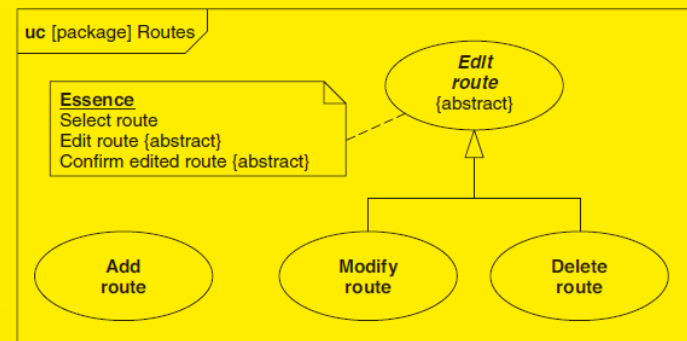 uc [package] Routes
Edit
route
{abstract}
Essence
Select route
Edit route {abstract}
Confirm edited route {abstract}
Add
route
Modify
route
Delete
route